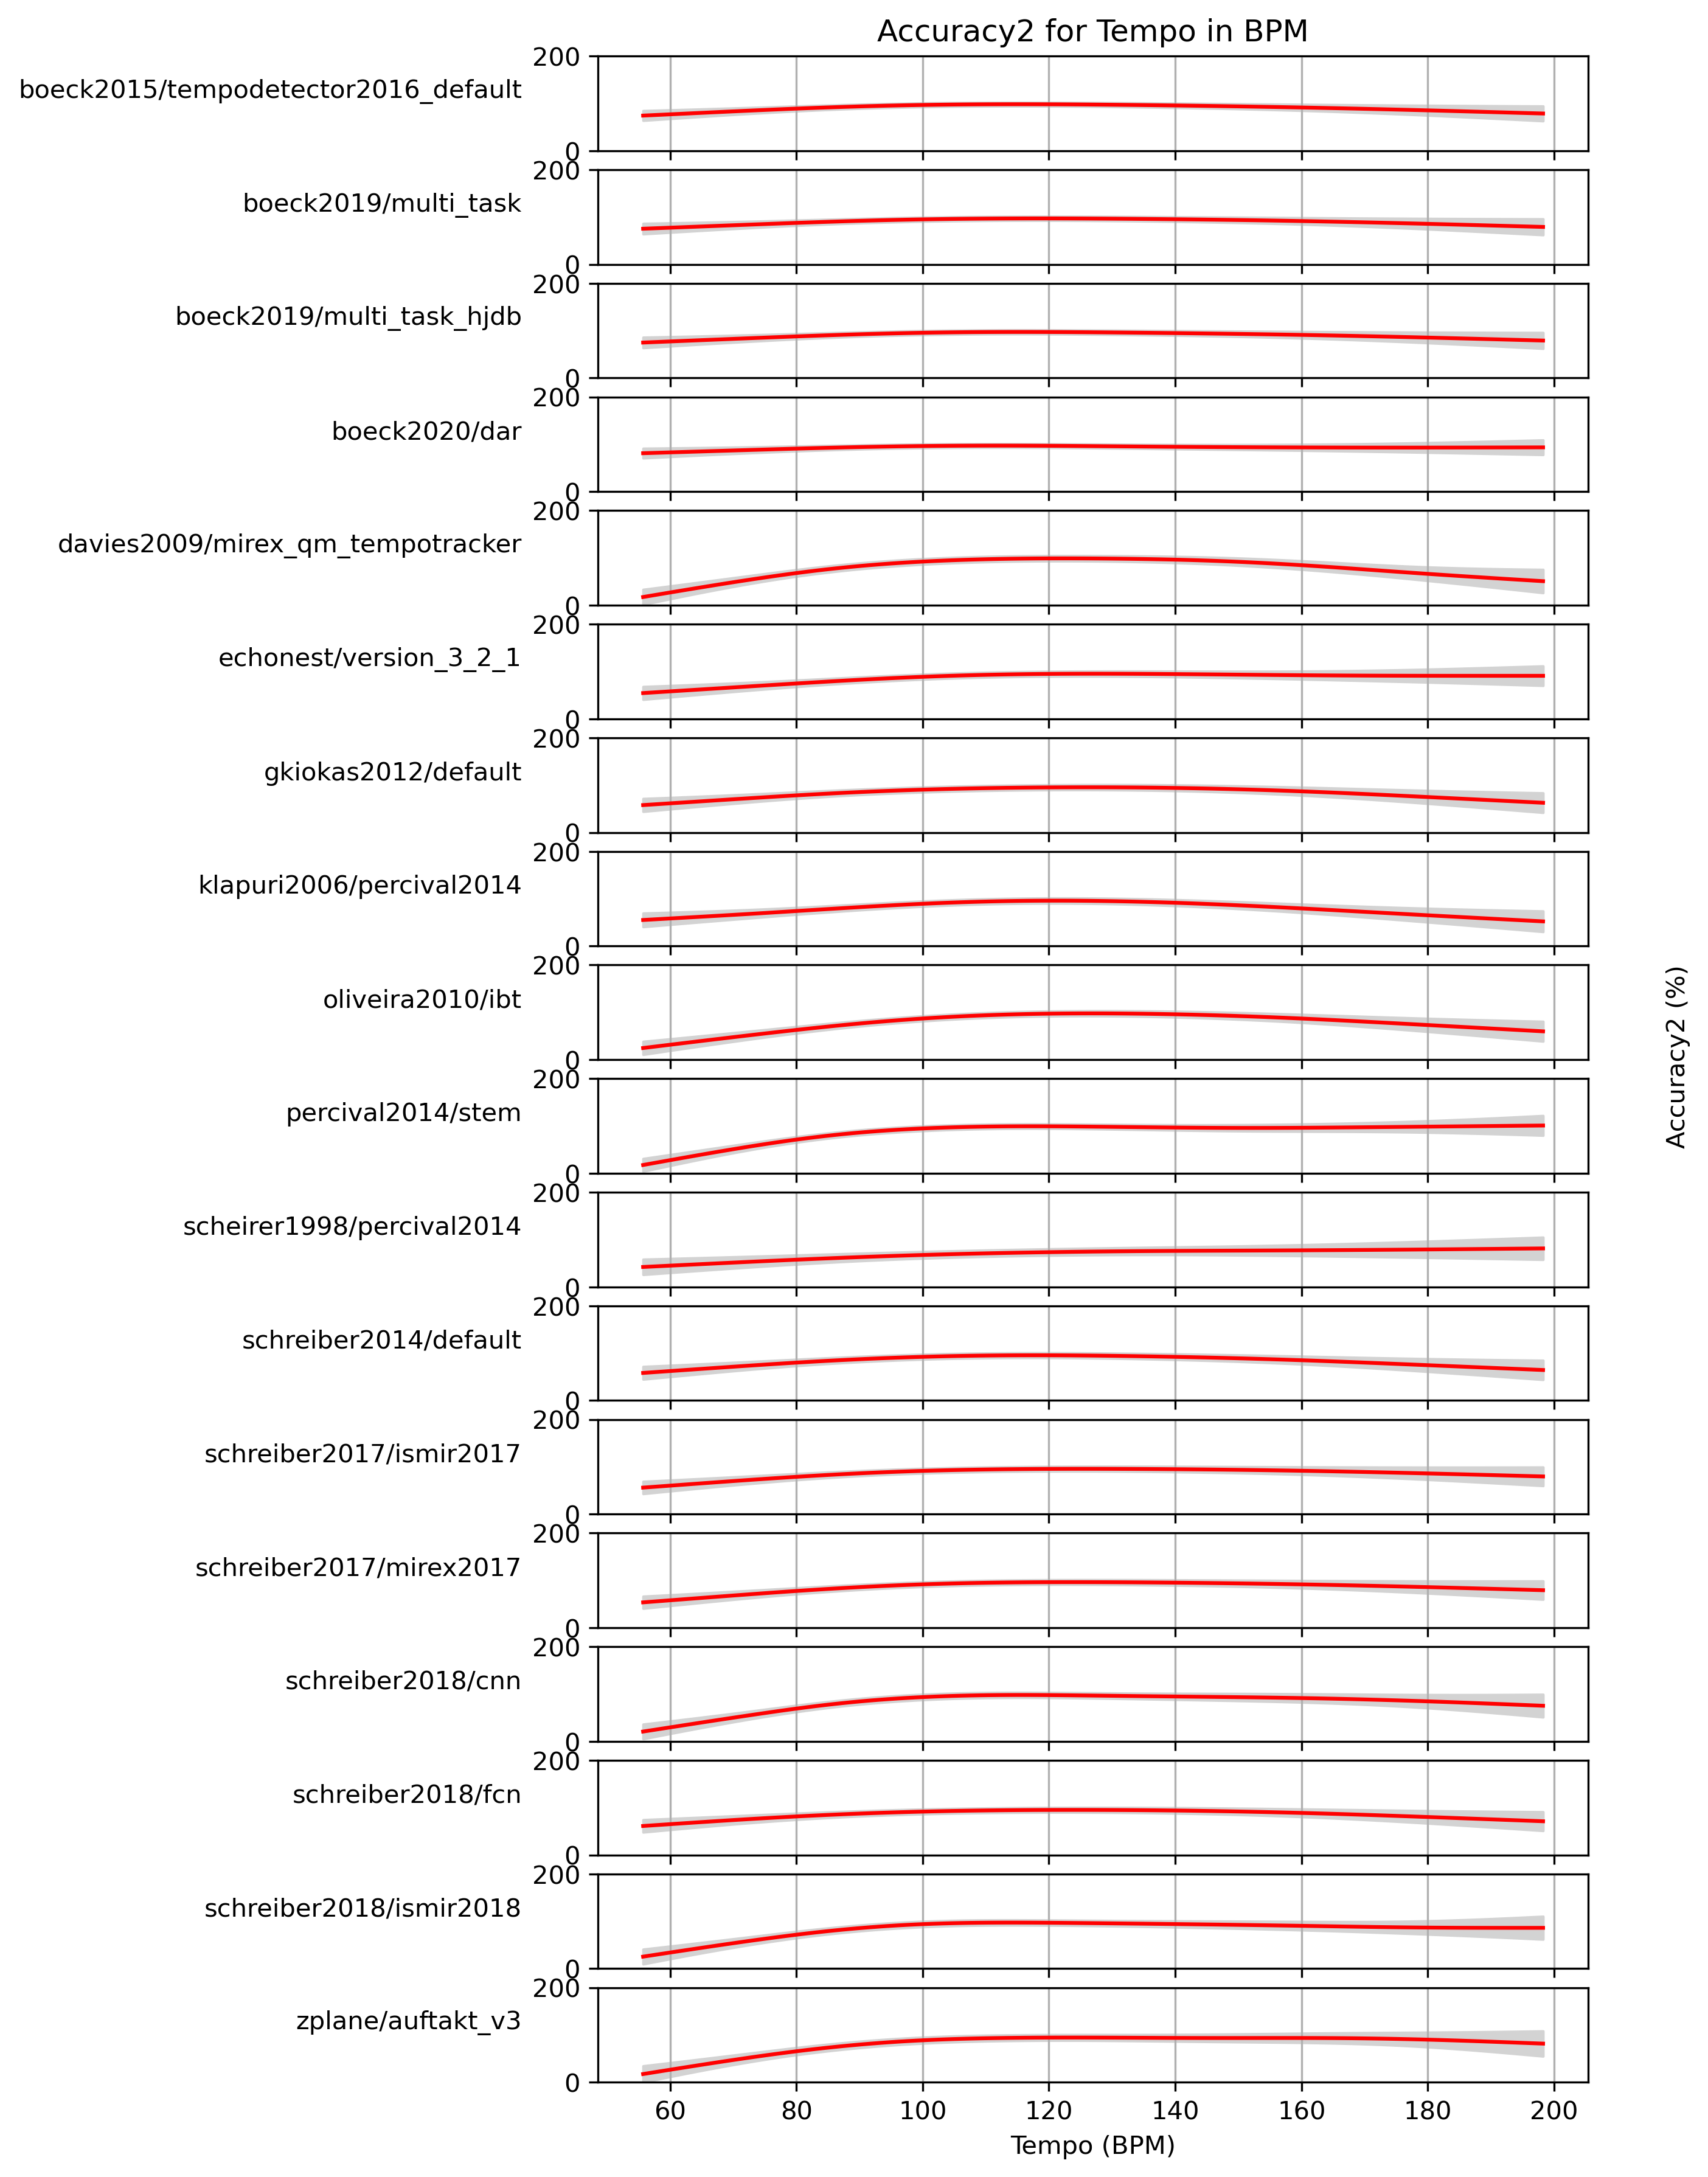 Accuracy2 for Tempo in BPM
200
boeck2015/tempodetector2016_default
0
200
boeck2019/multi_task
0
200
boeck2019/multi_task_hjdb
0
200
boeck2020/dar
0
200
davies2009/mirex_qm_tempotracker
0
200
echonest/version_3_2_1
0
200
gkiokas2012/default
0
200
klapuri2006/percival2014
0
200
oliveira2010/ibt
0
200
percival2014/stem
0
200
scheirer1998/percival2014
0
200
schreiber2014/default
0
200
schreiber2017/ismir2017
0
200
schreiber2017/mirex2017
0
200
schreiber2018/cnn
0
200
schreiber2018/fcn
0
200
schreiber2018/ismir2018
0
200
zplane/auftakt_v3
0
60 80 100 120 140 160 180 200
Tempo (BPM)
Accuracy2 (%)